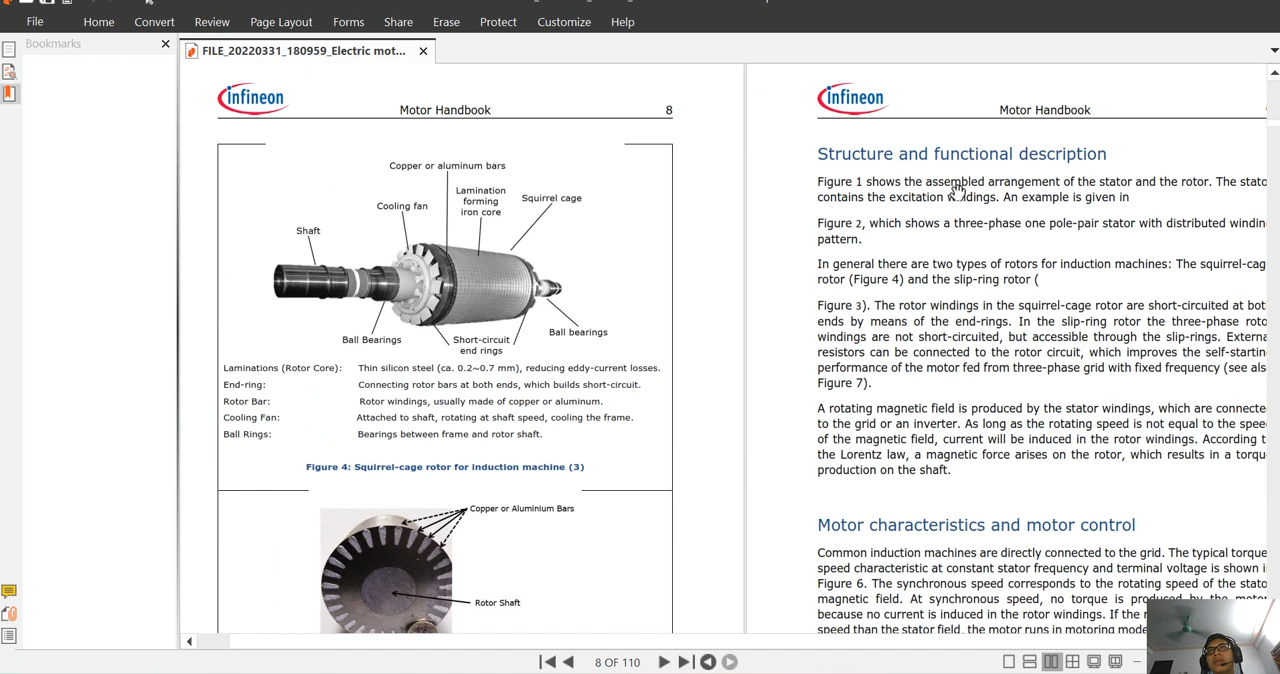 File Home Convert Review Page Layout Forms Share Erase Protect Customize Help
Bookmarks
FILE_20220331_180959_Electric mot...
infineon
Motor Handbook
8
Copper or aluminum bars
Lamination
forming
iron core
Squirrel cage
Cooling fan
Shaft
Ball bearings
Ball Bearings
Short-circuit
end rings
Laminations (Rotor Core): Thin silicon steel (ca. 0.2~0.7 mm), reducing eddy-current losses.
End-ring: Connecting rotor bars at both ends, which builds short-circuit.
Rotor Bar: Rotor windings, usually made of copper or aluminum.
Cooling Fan: Attached to shaft, rotating at shaft speed, cooling the frame.
Ball Rings: Bearings between frame and rotor shaft.
Figure 4: Squirrel-cage rotor for induction machine (3)
Copper or Aluminium Bars
Rotor Shaft
infineon
Motor Handbook
Structure and functional description
Figure 1 shows the assembled arrangement of the stator and the rotor. The stato
contains the excitation windings. An example is given in
Figure 2, which shows a three-phase one pole-pair stator with distributed windin
pattern.
In general there are two types of rotors for induction machines: The squirrel-cag
rotor (Figure 4) and the slip-ring rotor (
Figure 3). The rotor windings in the squirrel-cage rotor are short-circuited at bot
ends by means of the end-rings. In the slip-ring rotor the three-phase roto
windings are not short-circuited, but accessible through the slip-rings. Externa
resistors can be connected to the rotor circuit, which improves the self-startin
performance of the motor fed from three-phase grid with fixed frequency (see als
Figure 7).
A rotating magnetic field is produced by the stator windings, which are connecte
to the grid or an inverter. As long as the rotating speed is not equal to the spee
of the magnetic field, current will be induced in the rotor windings. According t
the Lorentz law, a magnetic force arises on the rotor, which results in a torqu
production on the shaft.
Motor characteristics and motor control
Common induction machines are directly connected to the grid. The typical torque
speed characteristic at constant stator frequency and terminal voltage is shown i
Figure 6. The synchronous speed corresponds to the rotating speed of the stato
magnetic field. At synchronous speed, no torque is produced by the moto
because no current is induced in the rotor windings. If the
speed than the stator field, the motor runs in motoring mode
8 OF 110